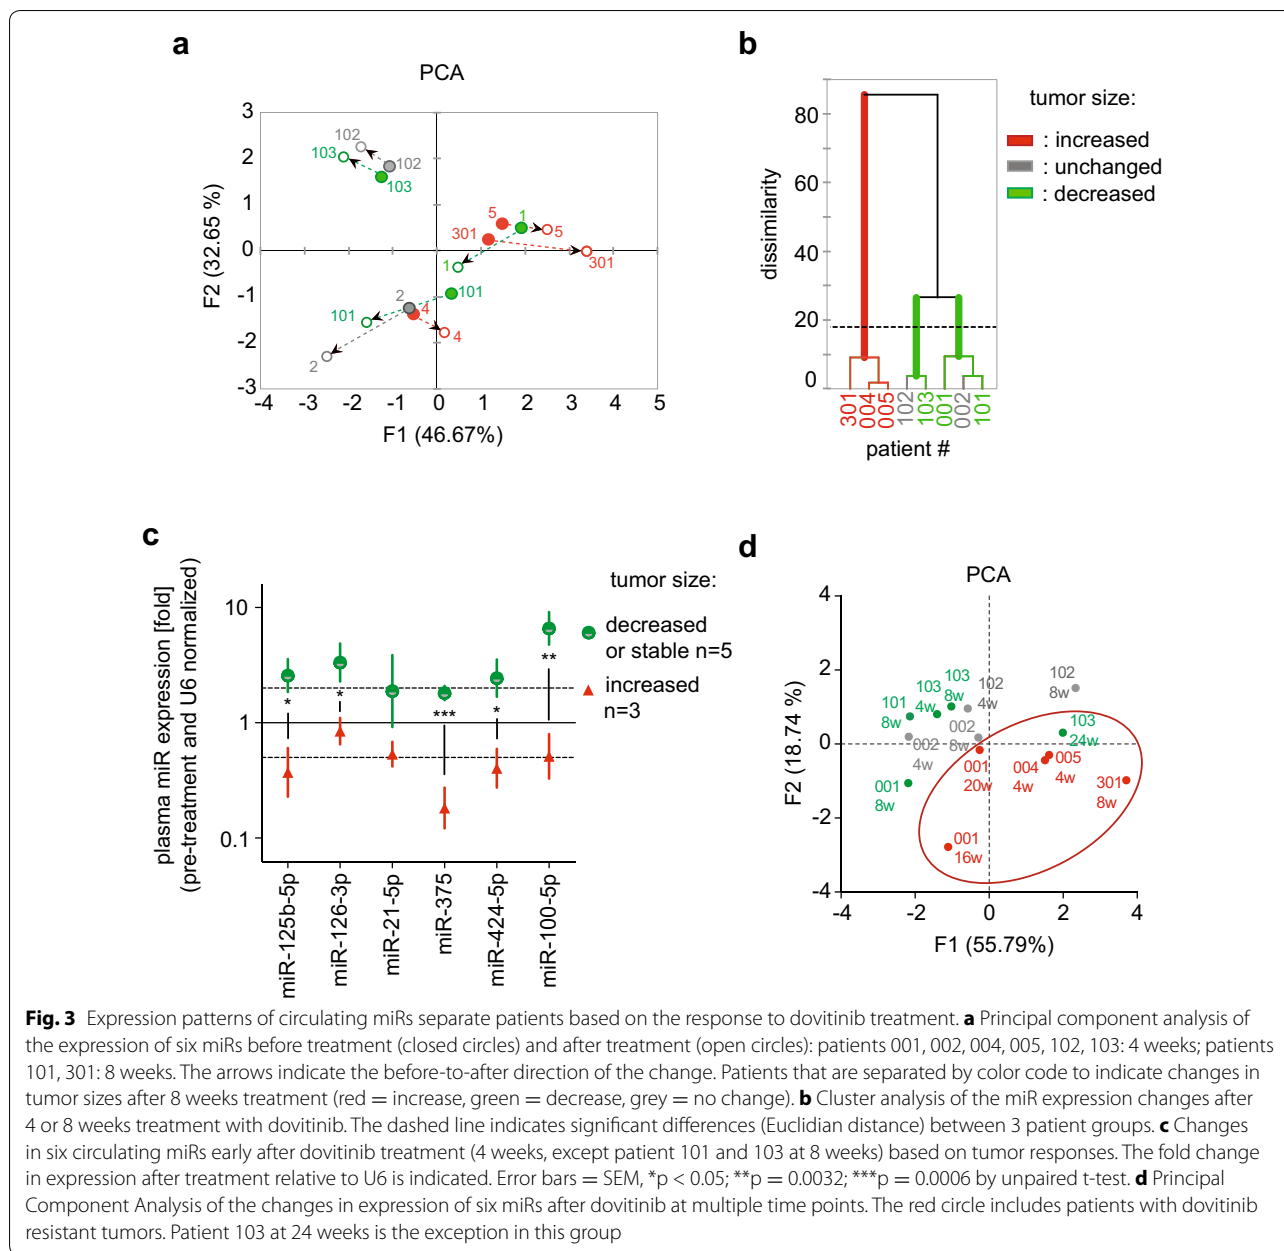 a
PCA
3
2
1
0
-1
-2
-3
-4
-3
-2
-1
0
1
2
3
4
5
F2 (32.65 %)
F1 (46.67%)
102
103
102
103
5
1
5
301
301
1
101
2
4
101
4
2
b
80
60
40
20
0
dissimilarity
301
004
005
102
103
001
002
101
patient #
tumor size:
: increased
: unchanged
: decreased
c
plasma miR expression [fold]
(pre-treatment and U6 normalized)
10
1
0.1
*
*
***
*
**
miR-125b-5p
miR-126-3p
miR-21-5p
miR-375
miR-424-5p
miR-100-5p
tumor size:
decreased
or stable n=5
increased
n=3
d
PCA
4
2
0
-2
-4
-4
-2
0
2
4
F2 (18.74 %)
F1 (55.79%)
101
8w
103
4w
103
8w
102
4w
102
8w
002
4w
002
8w
103
24w
001
8w
001
20w
004
4w
005
4w
301
8w
001
16w
Fig. 3 Expression patterns of circulating miRs separate patients based on the response to dovitinib treatment. a Principal component analysis of
the expression of six miRs before treatment (closed circles) and after treatment (open circles): patients 001, 002, 004, 005, 102, 103: 4 weeks; patients
101, 301: 8 weeks. The arrows indicate the before-to-after direction of the change. Patients that are separated by color code to indicate changes in
tumor sizes after 8 weeks treatment (red = increase, green = decrease, grey = no change). b Cluster analysis of the miR expression changes after
4 or 8 weeks treatment with dovitinib. The dashed line indicates significant differences (Euclidian distance) between 3 patient groups. c Changes
in six circulating miRs early after dovitinib treatment (4 weeks, except patient 101 and 103 at 8 weeks) based on tumor responses. The fold change
in expression after treatment relative to U6 is indicated. Error bars = SEM, *p < 0.05; **p = 0.0032; ***p = 0.0006 by unpaired t-test. d Principal
Component Analysis of the changes in expression of six miRs after dovitinib at multiple time points. The red circle includes patients with dovitinib
resistant tumors. Patient 103 at 24 weeks is the exception in this group